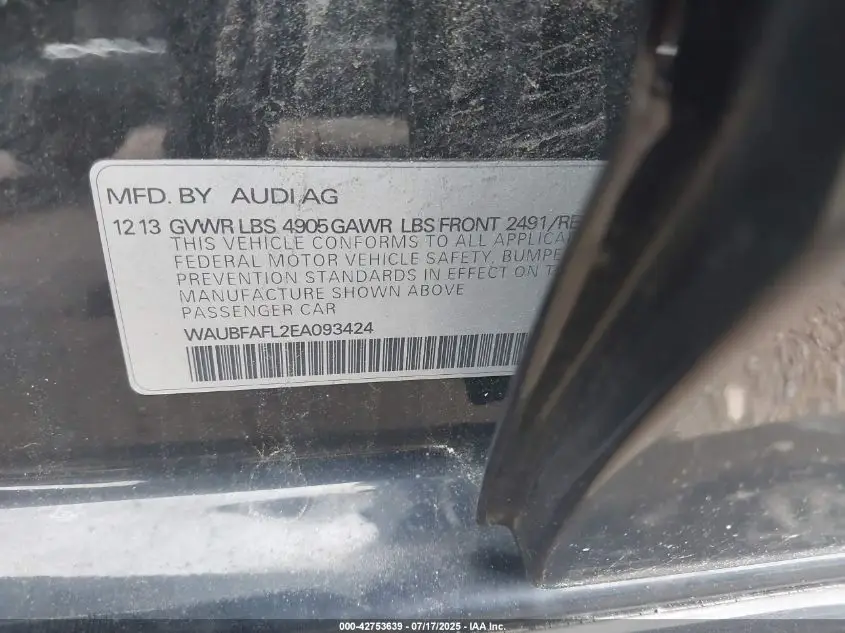 MFD. BY AUDI AG
12 13 GVWR LBS 4905 GAWR LBS FRONT 2491/RE
THIS VEHICLE CONFORMS TO ALL APPLICA
FEDERAL MOTOR VEHICLE SAFETY, BUMPE
PREVENTION STANDARDS IN EFFECT ON T
MANUFACTURE SHOWN ABOVE
PASSENGER CAR
WAUBFAFL2EA093424
000-42753639 - 07/17/2025 - IAA Inc.